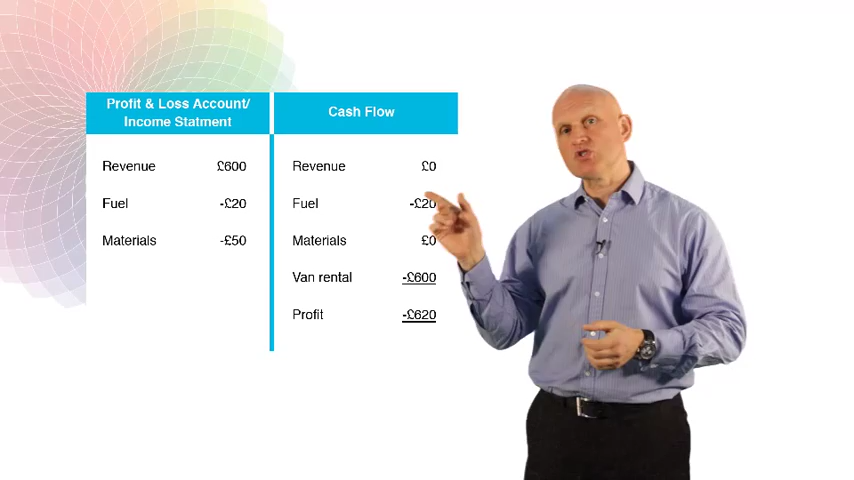 Profit & Loss Account/
Income Statment
Revenue £600
Fuel -£20
Materials -£50
Cash Flow
Revenue £0
Fuel -£20
Materials £0
Van rental -£600
Profit -£620